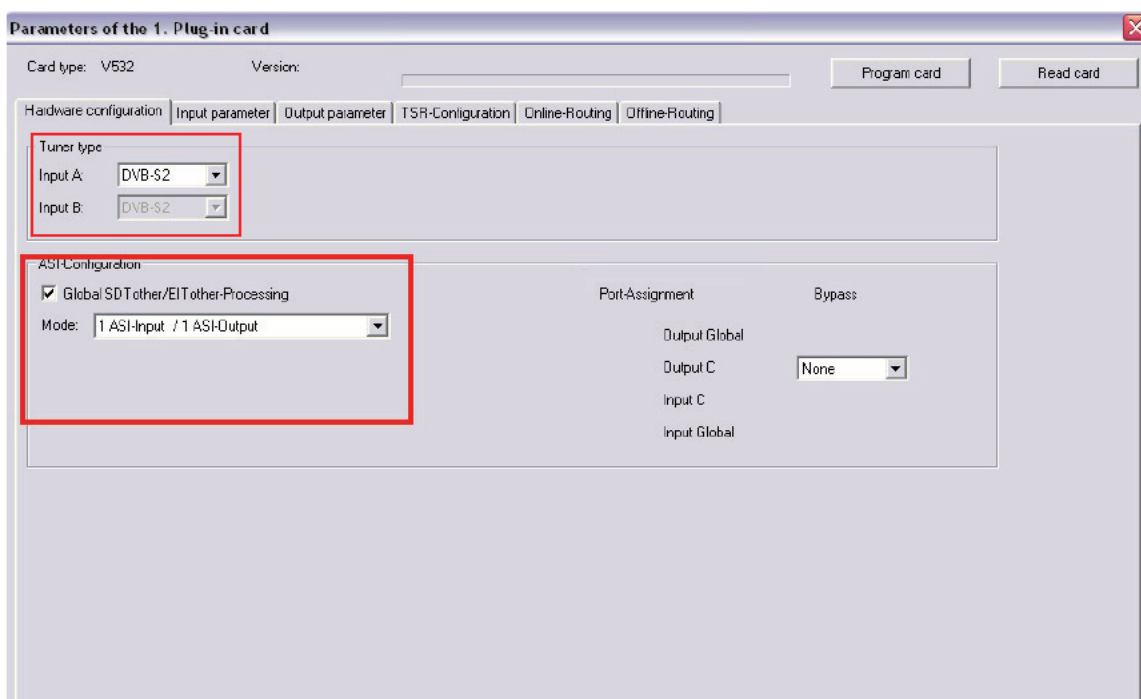 Parameters of the 1. Plug-in card
Card type: V532 Version: Program card Read card
Hardware configuration Input parameter Output parameter TSR-Configuration Online-Routing Offline-Routing
Tuner type
Input A: DVB-S2
Input B: DVB-S2
ASI-Configuration
Global SDTother/EITother-Processing Port-Assignment Bypass
Mode: 1 ASI-Input / 1 ASI-Output
Output Global
Output C None
Input C
Input Global